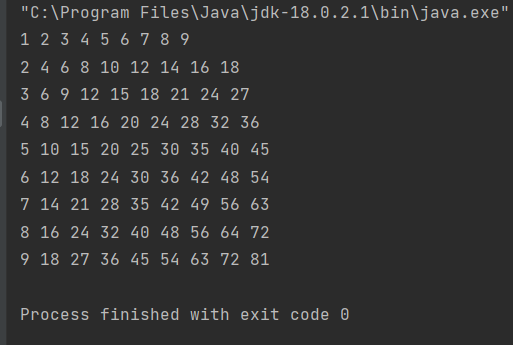 "C:\Program Files\Java\jdk-18.0.2.1\bin\java.exe"
1 2 3 4 5 6 7 8 9
2 4 6 8 10 12 14 16 18
3 6 9 12 15 18 21 24 27
4 8 12 16 20 24 28 32 36
5 10 15 20 25 30 35 40 45
6 12 18 24 30 36 42 48 54
7 14 21 28 35 42 49 56 63
8 16 24 32 40 48 56 64 72
9 18 27 36 45 54 63 72 81
Process finished with exit code 0